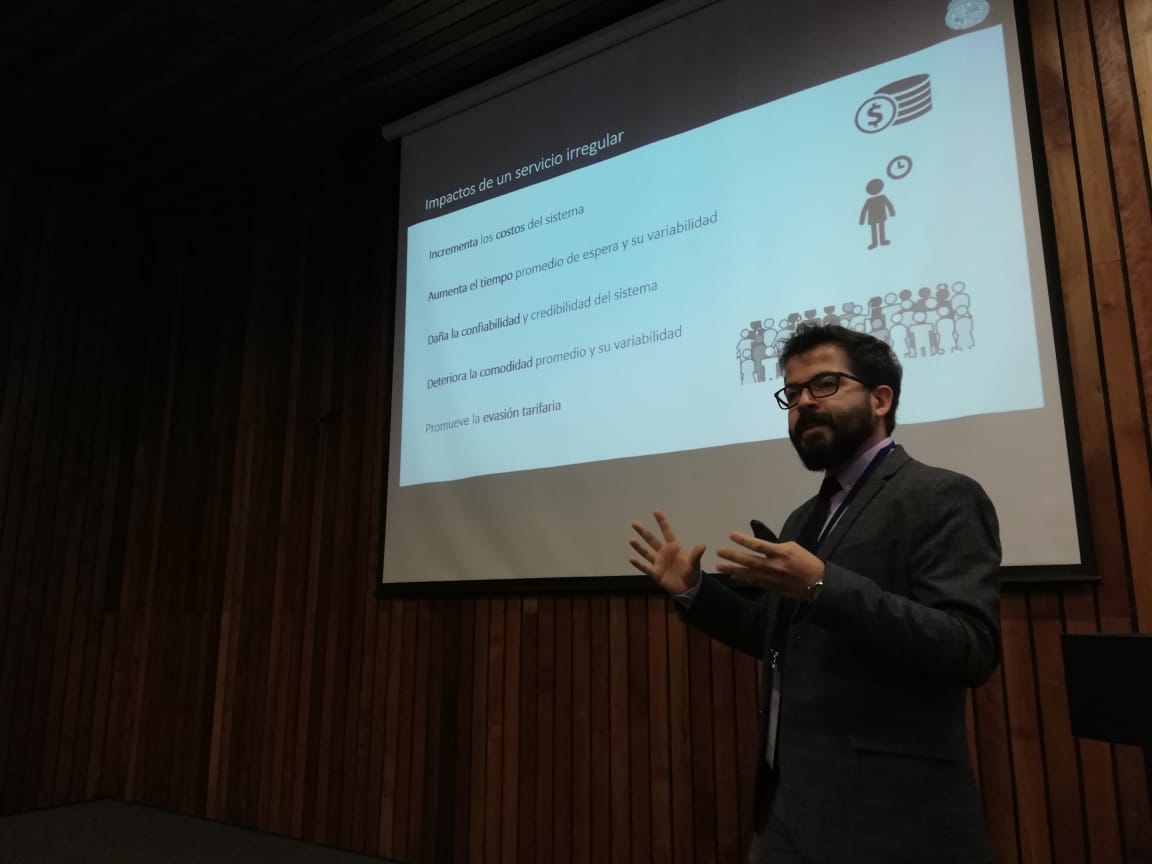 Impactos de un servicio irregular
Incrementa los costos del sistema
Aumenta el tiempo promedio de espera y su variabilidad
Daña la confiabilidad y credibilidad del sistema
Deteriora la comodidad promedio y su variabilidad
Promueve la evasión tarifaria
$